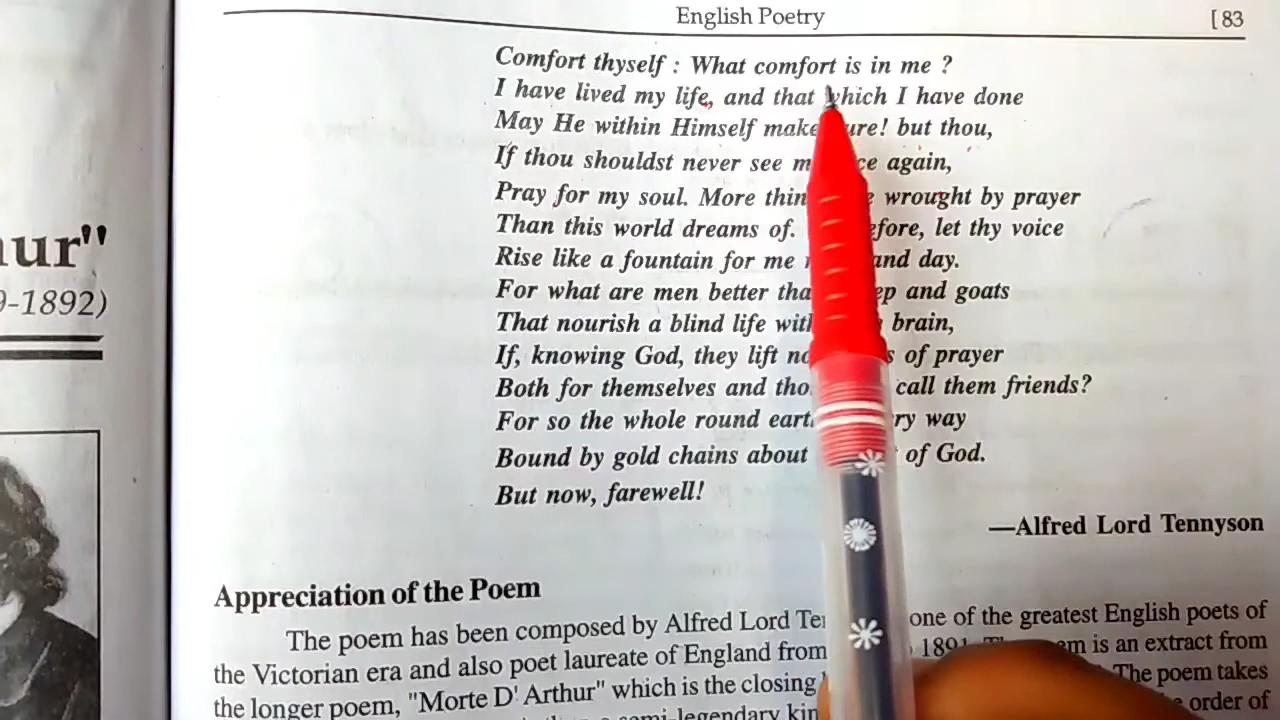 English Poetry [ 83
Comfort thyself : What comfort is in me ?
I have lived my life, and that which I have done
May He within Himself make ure! but thou,
If thou shouldst never see m ce again,
Pray for my soul. More thin wrought by prayer
Than this world dreams of. efore, let thy voice
Rise like a fountain for me and day.
For what are men better tha ep and goats
That nourish a blind life wit brain,
If, knowing God, they lift no s of prayer
Both for themselves and tho call them friends?
For so the whole round eart ry way
Bound by gold chains about of God.
But now, farewell!
—Alfred Lord Tennyson
ur"
9-1892)
Appreciation of the Poem
The poem has been composed by Alfred Lord Te one of the greatest English poets of
the Victorian era and also poet laureate of England from 1891. em is an extract from
the longer poem, "Morte D' Arthur" which is the closing The poem takes
a semi-legendary kin order of